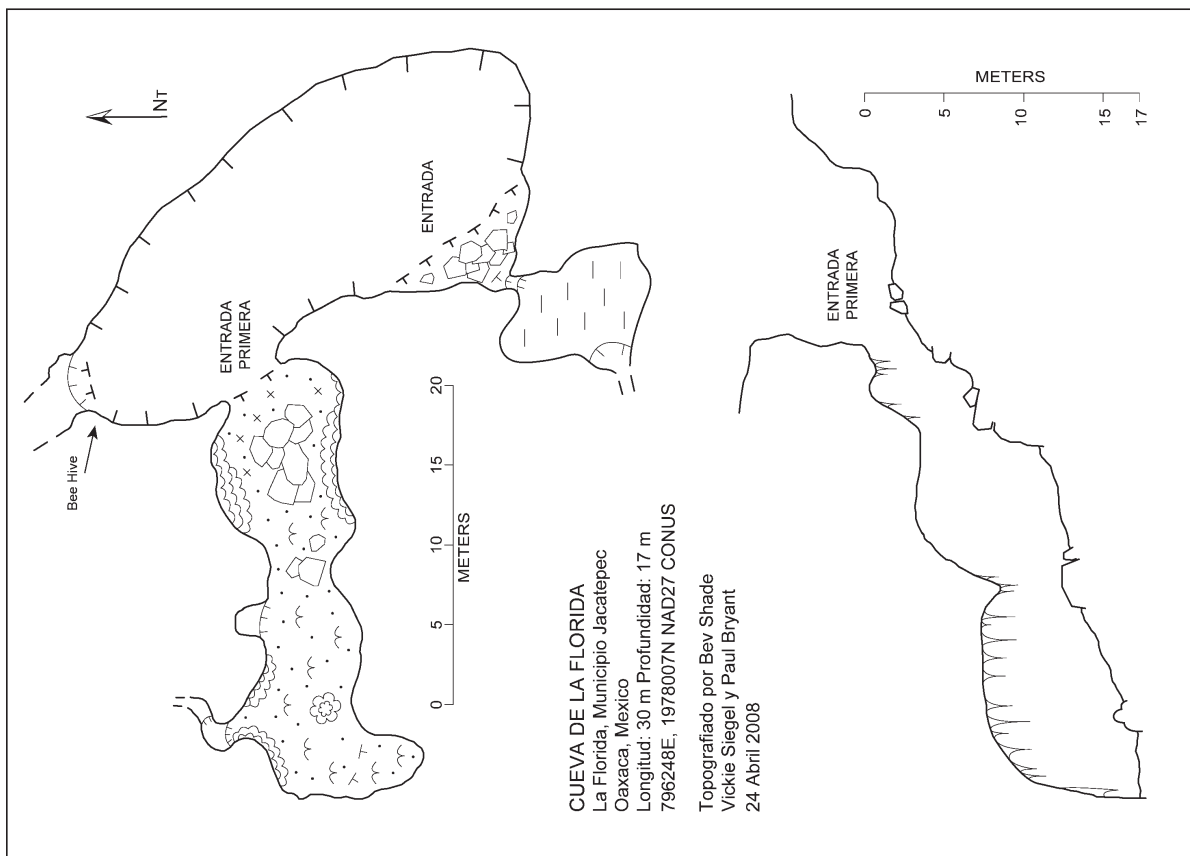 NT
ENTRADA
ENTRADA
PRIMERA
Bee Hive
0
5
10
15
20
METERS
CUEVA DE LA FLORIDA
La Florida, Municipio Jacatepec
Oaxaca, Mexico
Longitud: 30 m Profundidad: 17 m
796248E, 1978007N NAD27 CONUS
Topografiado por Bev Shade
Vickie Siegel y Paul Bryant
24 Abril 2008
METERS
0
5
10
15
17
ENTRADA
PRIMERA